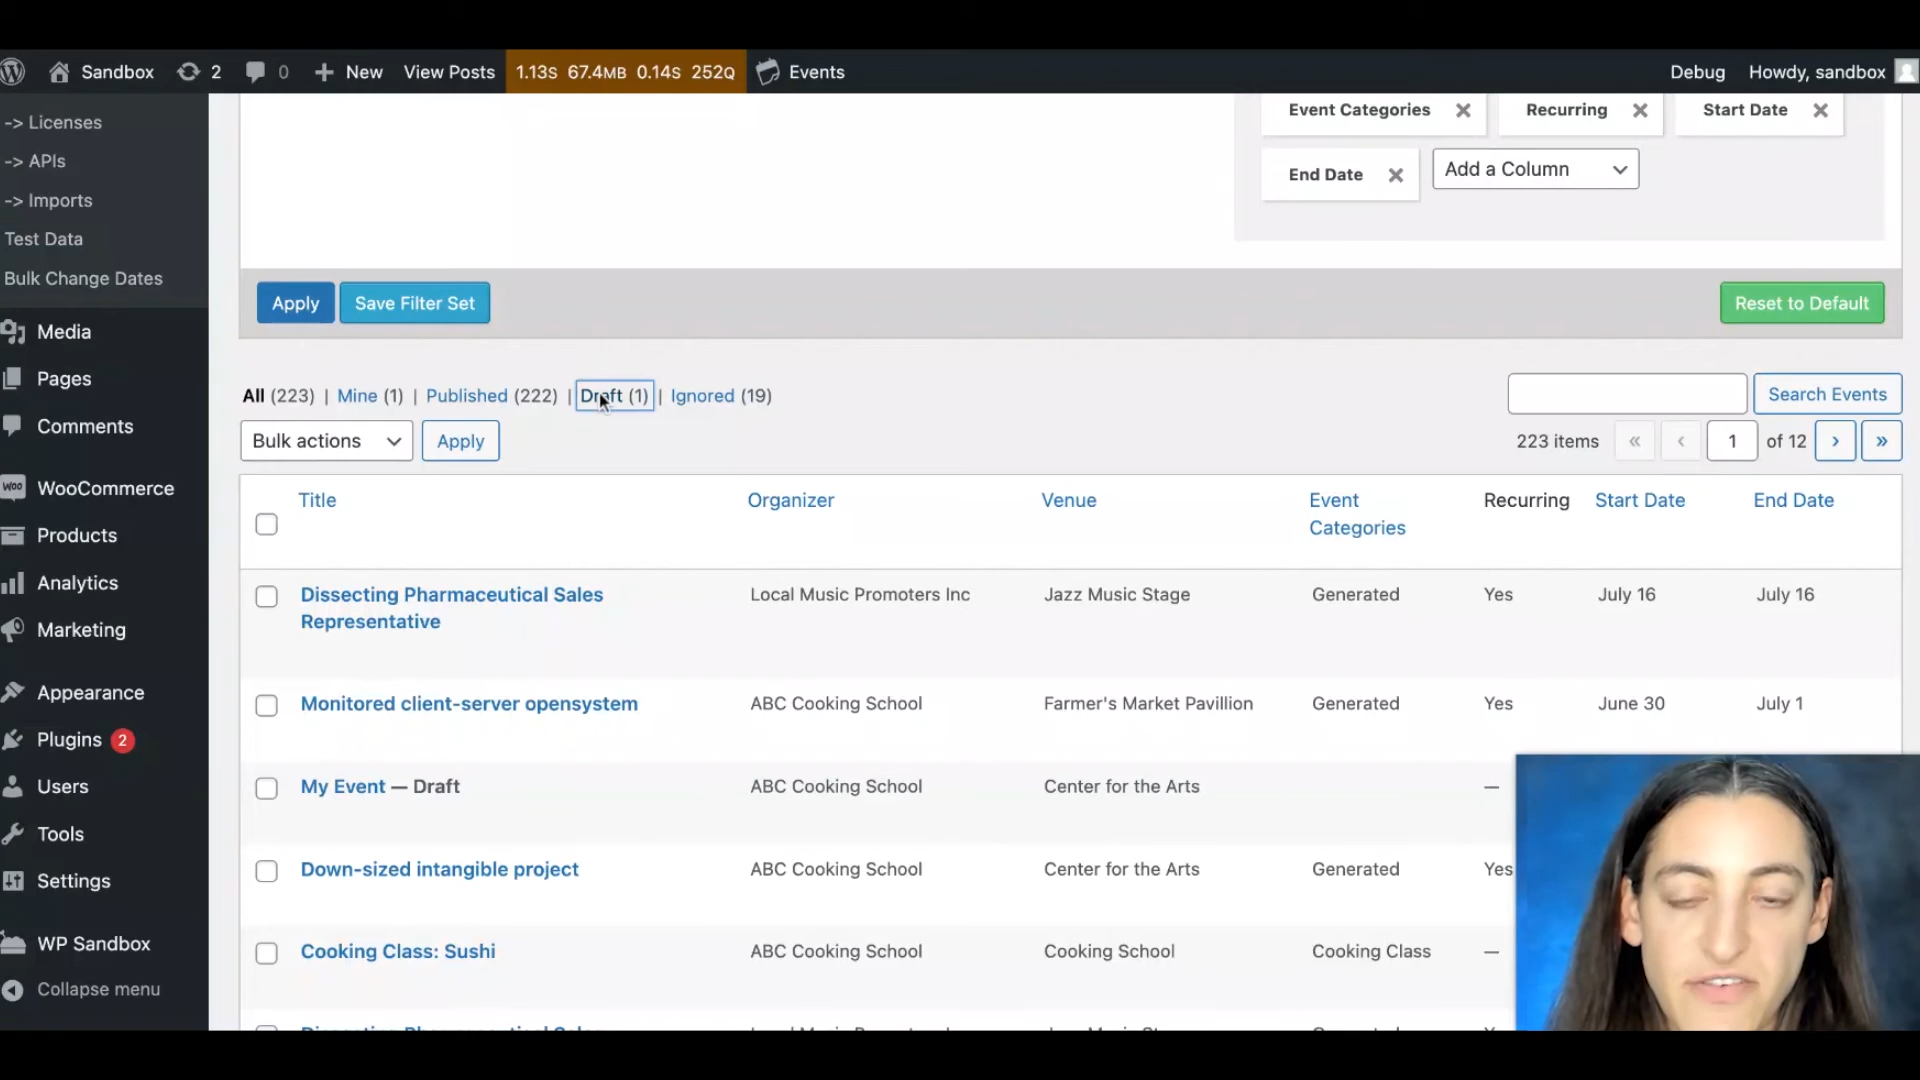 Sandbox 2 0 New View Posts 1.13S 67.4MB 0.14S 252Q Events Debug Howdy, sandbox
-> Licenses
-> APIs
-> Imports
Test Data
Bulk Change Dates
Media
Pages
Comments
WooCommerce
Products
Analytics
Marketing
Appearance
Plugins 2
Users
Tools
Settings
WP Sandbox
Collapse menu
Event Categories Recurring Start Date
End Date Add a Column
Apply Save Filter Set Reset to Default
All (223) | Mine (1) | Published (222) | Draft (1) | Ignored (19) Search Events
Bulk actions Apply 223 items « ‹ 1 of 12 › »
Title Organizer Venue Event Categories Recurring Start Date End Date
Dissecting Pharmaceutical Sales Representative Local Music Promoters Inc Jazz Music Stage Generated Yes July 16 July 16
Monitored client-server opensystem ABC Cooking School Farmer's Market Pavillion Generated Yes June 30 July 1
My Event — Draft ABC Cooking School Center for the Arts —
Down-sized intangible project ABC Cooking School Center for the Arts Generated Yes
Cooking Class: Sushi ABC Cooking School Cooking School Cooking Class —